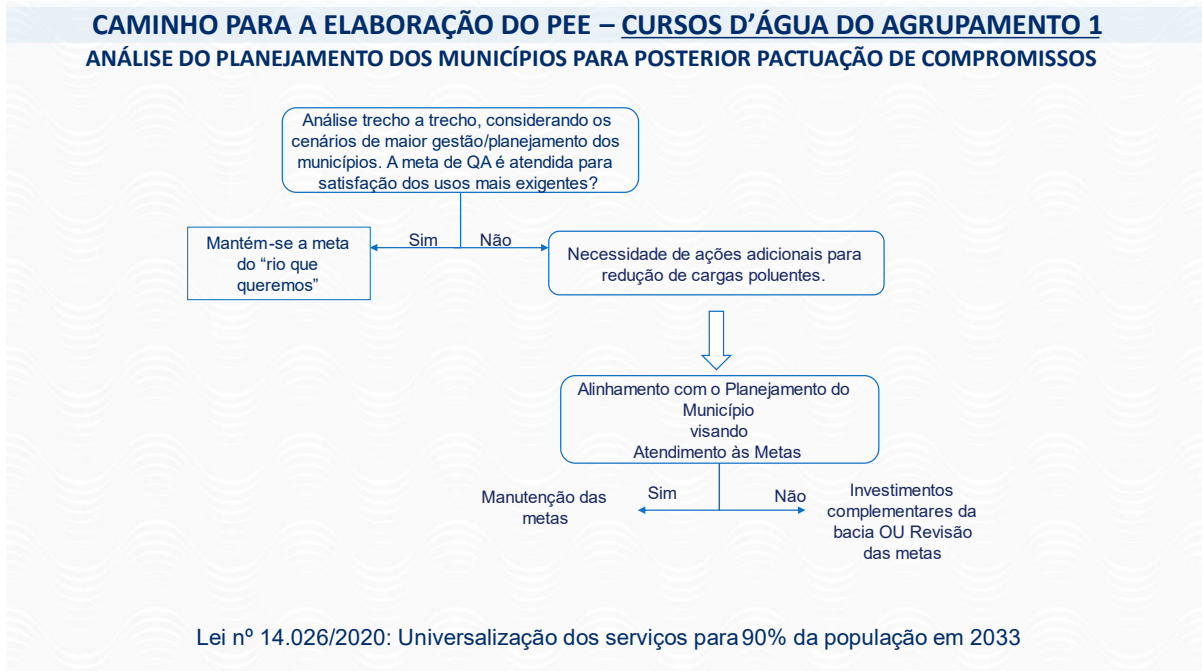 CAMINHO PARA A ELABORAÇÃO DO PEE – CURSOS D’ÁGUA DO AGRUPAMENTO 1
ANÁLISE DO PLANEJAMENTO DOS MUNICÍPIOS PARA POSTERIOR PACTUAÇÃO DE COMPROMISSOS
Análise trecho a trecho, considerando os
cenários de maior gestão/planejamento dos
municípios. A meta de QA é atendida para
satisfação dos usos mais exigentes?
Sim
Não
Mantém-se a meta
do “rio que
queremos”
Necessidade de ações adicionais para
redução de cargas poluentes.
Alinhamento com o Planejamento do
Município
visando
Atendimento às Metas
Sim
Não
Manutenção das
metas
Investimentos
complementares da
bacia OU Revisão
das metas
Lei nº 14.026/2020: Universalização dos serviços para 90% da população em 2033